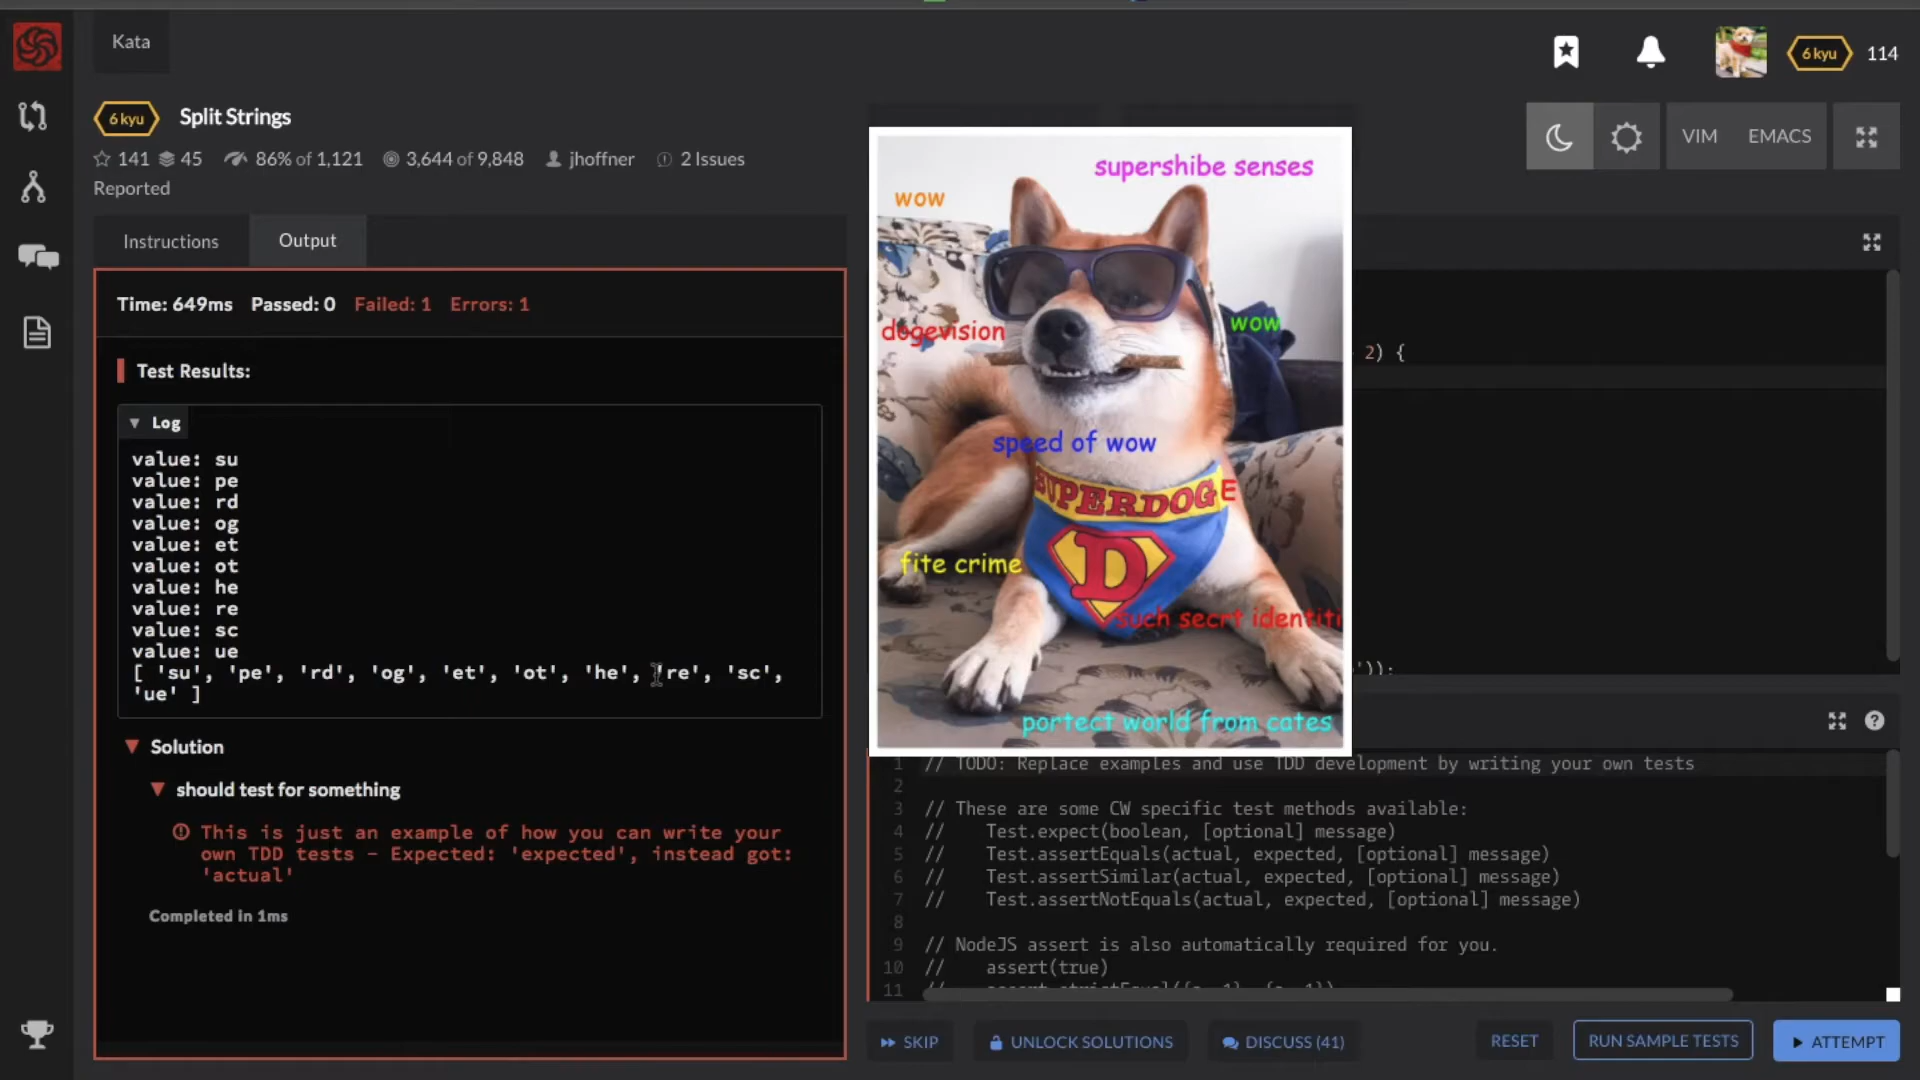 Kata
6 kyu
114
6 kyu
Split Strings
141
45
86% of 1,121
3,644 of 9,848
jhoffner
2 Issues
Reported
VIM
EMACS
Instructions
Output
Time: 649ms Passed: 0 Failed: 1 Errors: 1
Test Results:
Log
value: su
value: pe
value: rd
value: og
value: et
value: ot
value: he
value: re
value: sc
value: ue
[ 'su', 'pe', 'rd', 'og', 'et', 'ot', 'he', 're', 'sc',
'ue' ]
Solution
should test for something
This is just an example of how you can write your
own TDD tests - Expected: 'expected', instead got:
'actual'
Completed in 1ms
supershibe senses
wow
dogevision
wow
speed of wow
SUPERDOGE
D
fite crime
such secrt identiti
portect world from cates
2) {
'));
1 // TODO: Replace examples and use TDD development by writing your own tests
2
3 // These are some CW specific test methods available:
4 //    Test.expect(boolean, [optional] message)
5 //    Test.assertEquals(actual, expected, [optional] message)
6 //    Test.assertSimilar(actual, expected, [optional] message)
7 //    Test.assertNotEquals(actual, expected, [optional] message)
8
9 // NodeJS assert is also automatically required for you.
10 //    assert(true)
11
SKIP
UNLOCK SOLUTIONS
DISCUSS (41)
RESET
RUN SAMPLE TESTS
ATTEMPT